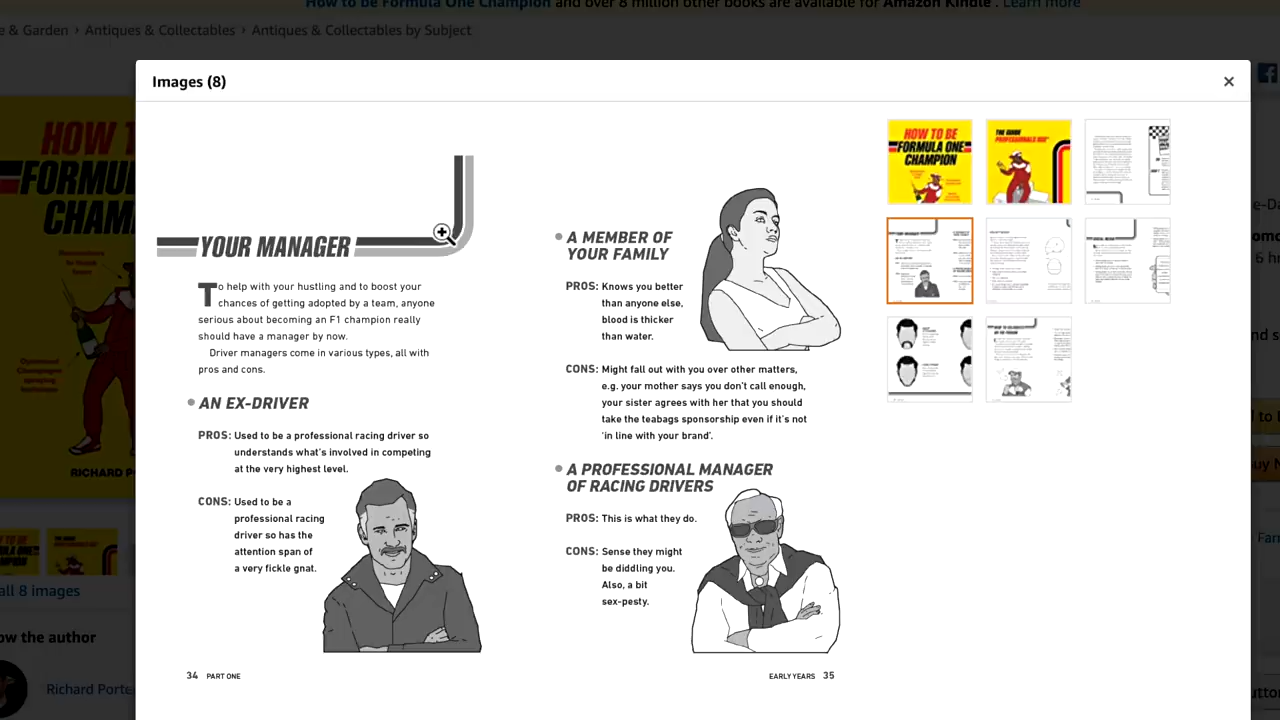 How to be Formula One Champion and over 8 million other books are available for Amazon Kindle . Learn more
e & Garden › Antiques & Collectables › Antiques & Collectables by Subject
Images (8)
×
YOUR MANAGER
To help with your hustling and to boost your
chances of getting adopted by a team, anyone
serious about becoming an F1 champion really
should have a manager by now.
Driver managers come in various types, all with
pros and cons.
AN EX-DRIVER
PROS: Used to be a professional racing driver so
understands what's involved in competing
at the very highest level.
CONS: Used to be a
professional racing
driver so has the
attention span of
a very fickle gnat.
34 PART ONE
A MEMBER OF
YOUR FAMILY
PROS: Knows you better
than anyone else,
blood is thicker
than water.
CONS: Might fall out with you over other matters,
e.g. your mother says you don't call enough,
your sister agrees with her that you should
take the teabags sponsorship even if it's not
'in line with your brand'.
A PROFESSIONAL MANAGER
OF RACING DRIVERS
PROS: This is what they do.
CONS: Sense they might
be diddling you.
Also, a bit
sex-pesty.
EARLY YEARS 35
HOW TO BE
FORMULA ONE
CHAMPION
THE GUIDE
HOW T
FORMULA
CHAM
RICHARD PO
all 8 images
ow the author
Richard Porte